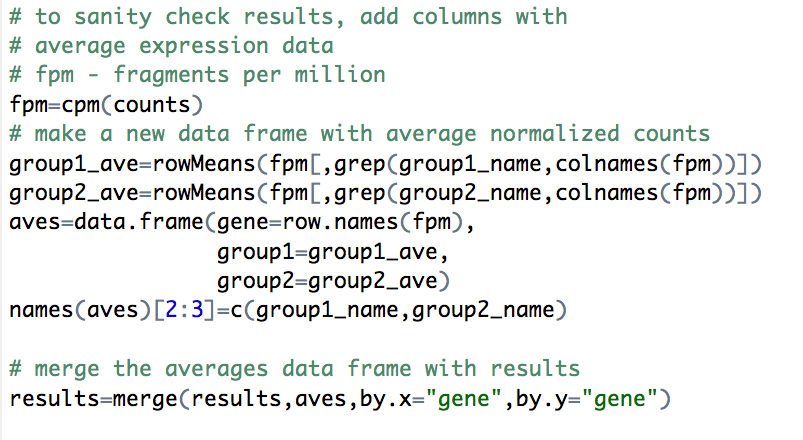 # to sanity check results, add columns with
# average expression data
# fpm - fragments per million
fpm=cpm(counts)
# make a new data frame with average normalized counts
group1_ave=rowMeans(fpm[,grep(group1_name,colnames(fpm))])
group2_ave=rowMeans(fpm[,grep(group2_name,colnames(fpm))])
aves=data.frame(gene=row.names(fpm),
                group1=group1_ave,
                group2=group2_ave)
names(aves)[2:3]=c(group1_name,group2_name)

# merge the averages data frame with results
results=merge(results,aves,by.x="gene",by.y="gene")